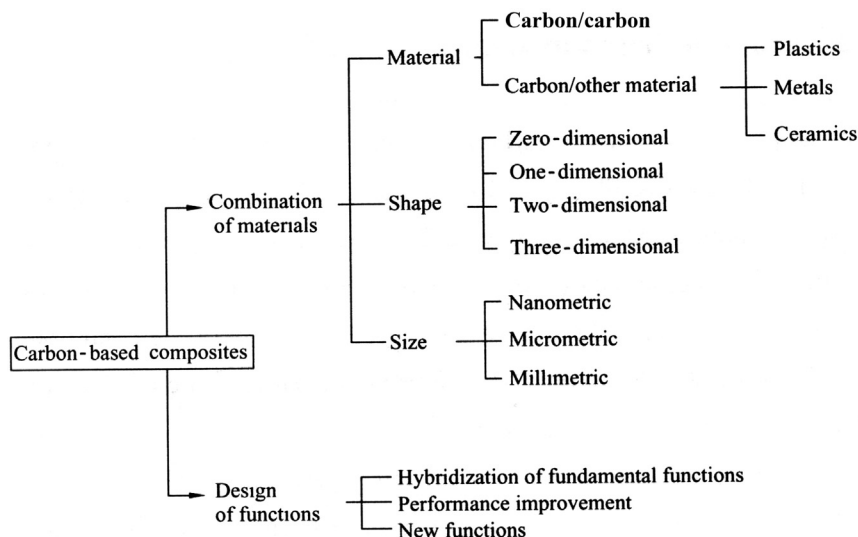 Carbon/carbon
Material
Plastics
Carbon/other material
Metals
Ceramics
Zero-dimensional
One-dimensional
Combination
of materials
Shape
Two-dimensional
Three-dimensional
Nanometric
Carbon-based composites
Size
Micrometric
Millimetric
Hybridization of fundamental functions
Design
of functions
Performance improvement
New functions